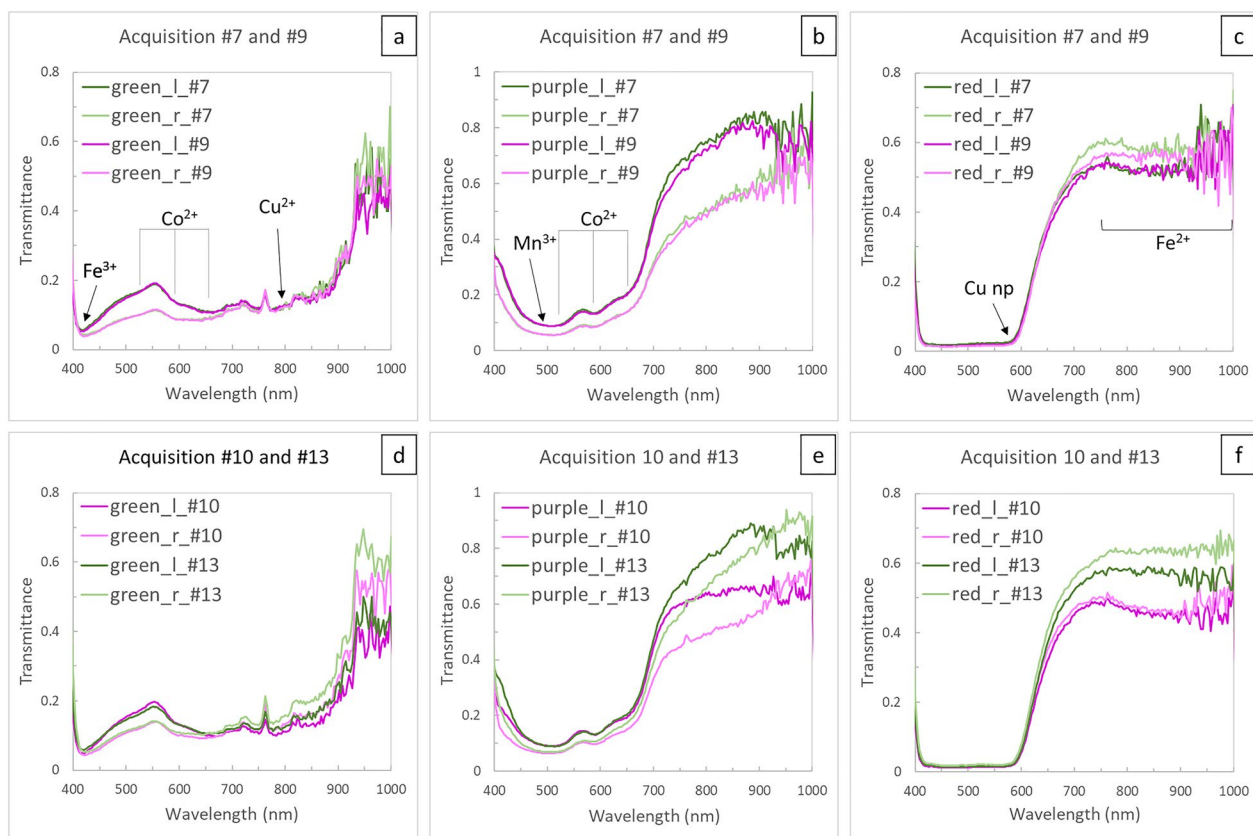 Acquisition #7 and #9
a
0.8
0.6
0.4
0.2
0
400 500 600 700 800 900 1000
Transmittance
Wavelength (nm)
green_l_#7
green_r_#7
green_l_#9
green_r_#9
Fe³⁺
Co²⁺
Cu²⁺
Acquisition #7 and #9
b
1
0.8
0.6
0.4
0.2
0
400 500 600 700 800 900 1000
Transmittance
Wavelength (nm)
purple_l_#7
purple_r_#7
purple_l_#9
purple_r_#9
Mn³⁺
Co²⁺
Acquisition #7 and #9
c
0.8
0.6
0.4
0.2
0
400 500 600 700 800 900 1000
Transmittance
Wavelength (nm)
red_l_#7
red_r_#7
red_l_#9
red_r_#9
Cu np
Fe²⁺
Acquisition #10 and #13
d
0.8
0.6
0.4
0.2
0
400 500 600 700 800 900 1000
Transmittance
Wavelength (nm)
green_l_#10
green_r_#10
green_l_#13
green_r_#13
Acquisition 10 and #13
e
1
0.8
0.6
0.4
0.2
0
400 500 600 700 800 900 1000
Transmittance
Wavelength (nm)
purple_l_#10
purple_r_#10
purple_l_#13
purple_r_#13
Acquisition 10 and #13
f
0.8
0.6
0.4
0.2
0
400 500 600 700 800 900 1000
Transmittance
Wavelength (nm)
red_l_#10
red_r_#10
red_l_#13
red_r_#13